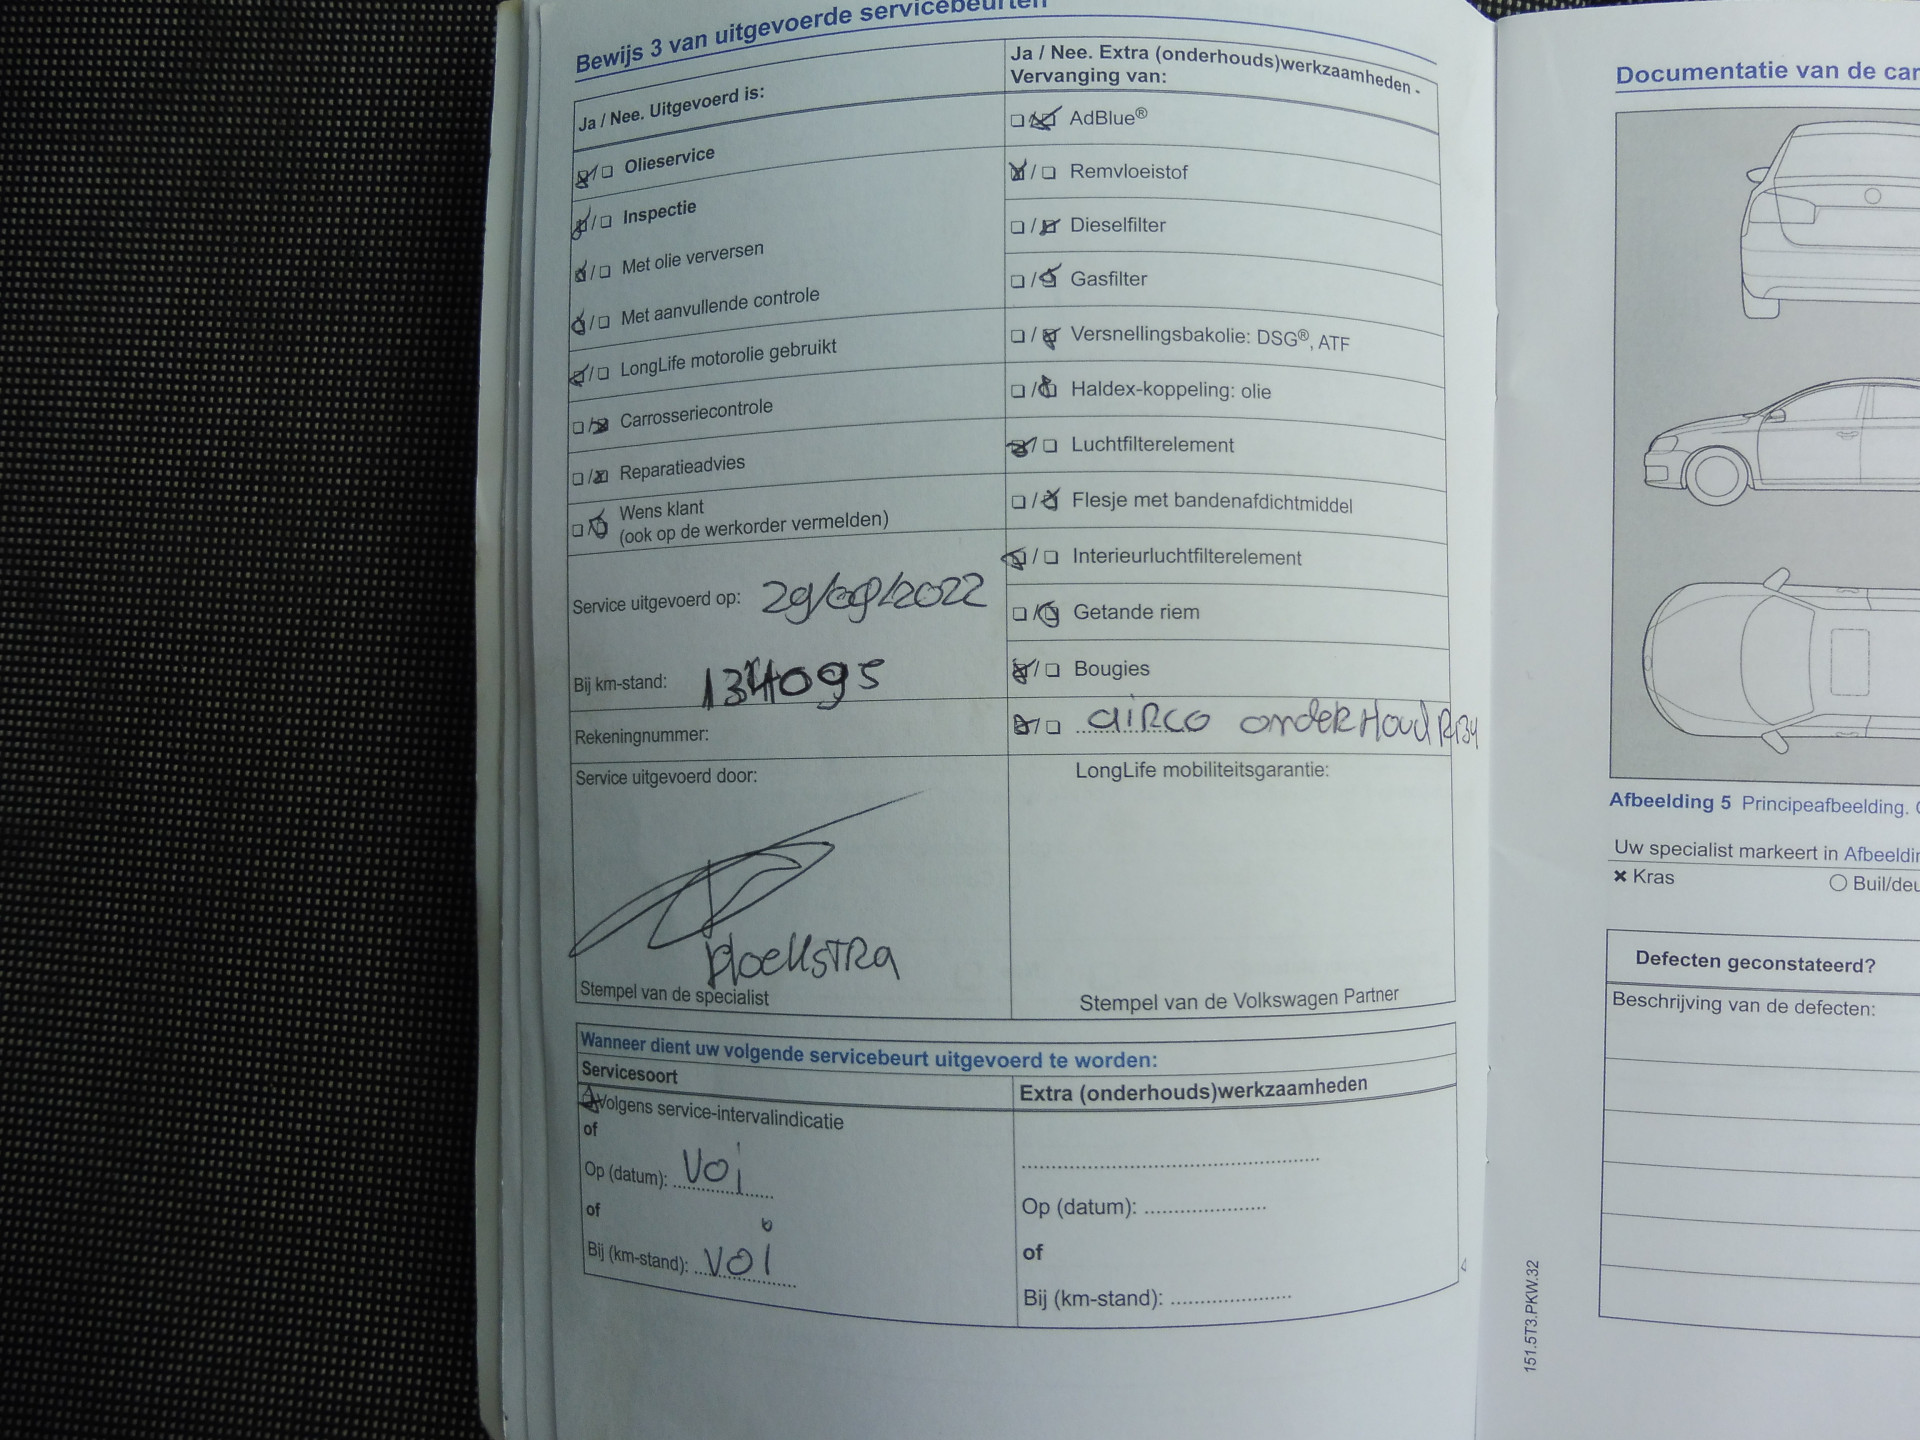 Bewijs 3 van uitgevoerde servicebeurten
Ja / Nee. Uitgevoerd is:
Olieservice
Inspectie
Met olie verversen
Met aanvullende controle
LongLife motorolie gebruikt
Carrosseriecontrole
Reparatieadvies
Wens klant
(ook op de werkorder vermelden)
Service uitgevoerd op: 29/09/2022
Bij km-stand: 134095
Rekeningnummer:
Service uitgevoerd door:
Hoekstra
Stempel van de specialist
Ja / Nee. Extra (onderhouds)werkzaamheden -
Vervanging van:
AdBlue®
Remvloeistof
Dieselfilter
Gasfilter
Versnellingsbakolie: DSG®, ATF
Haldex-koppeling: olie
Luchtfilterelement
Flesje met bandenafdichtmiddel
Interieurluchtfilterelement
Getande riem
Bougies
airco onderhoud R134
LongLife mobiliteitsgarantie:
Stempel van de Volkswagen Partner
Wanneer dient uw volgende servicebeurt uitgevoerd te worden:
Servicesoort
Volgens service-intervalindicatie
of
Op (datum): voi
of
Bij (km-stand): voi
Extra (onderhouds)werkzaamheden
Op (datum):
of
Bij (km-stand):
151.5T3.PKW.32
Documentatie van de car
Afbeelding 5 Principeafbeelding.
Uw specialist markeert in Afbeeldin
Kras
Buil/deu
Defecten geconstateerd?
Beschrijving van de defecten: